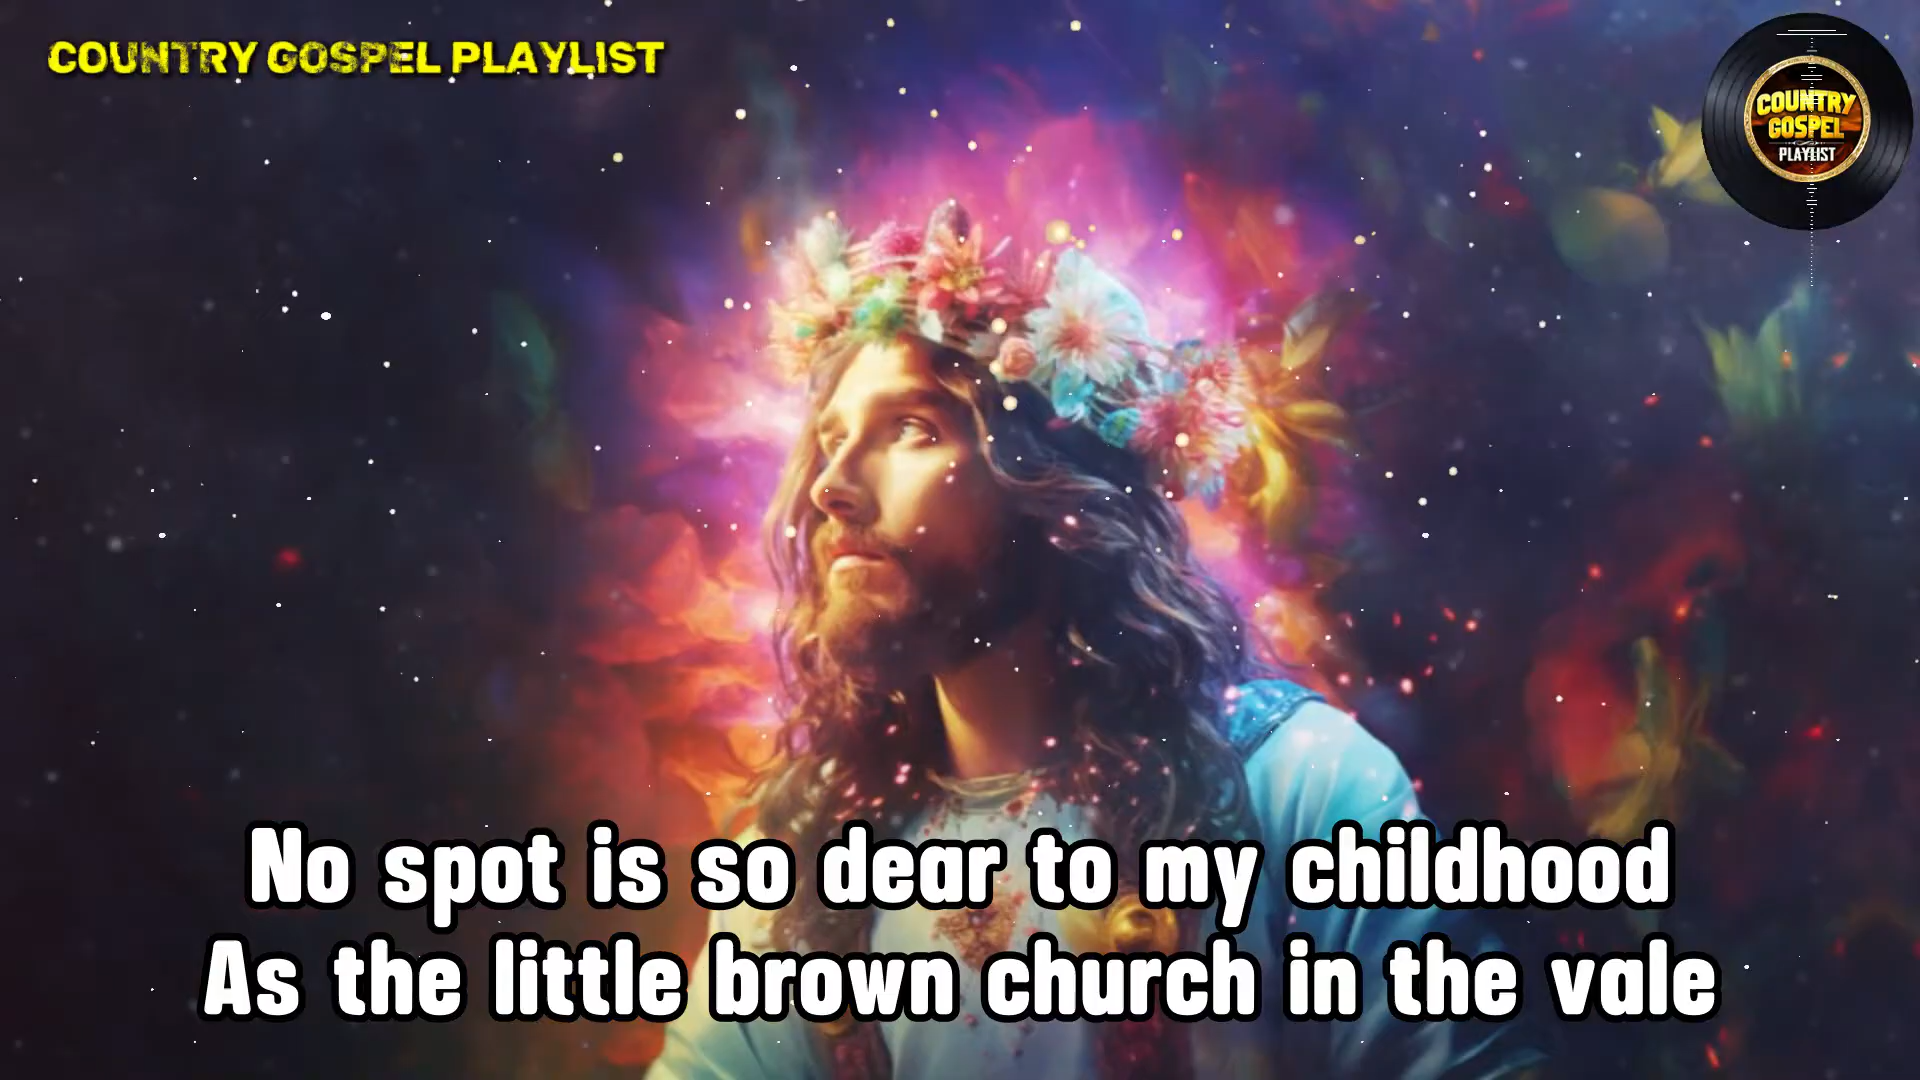 COUNTRY GOSPEL PLAYLIST
COUNTRY
GOSPEL
PLAYLIST
No spot is so dear to my childhood
As the little brown church in the vale